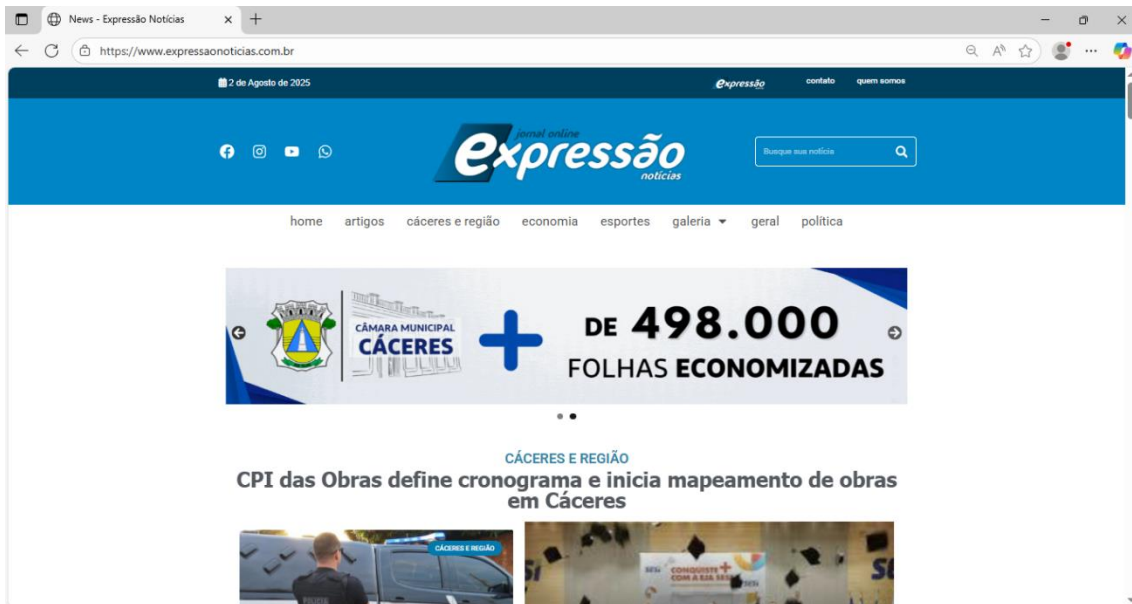 News - Expressão Notícias
https://www.expressaonoticias.com.br
2 de Agosto de 2025
expressão
contato
quem somos
jornal online
expressão
notícias
Busque sua notícia
home artigos cáceres e região economia esportes galeria geral política
CÂMARA MUNICIPAL
CÁCERES
+
DE 498.000
FOLHAS ECONOMIZADAS
CÁCERES E REGIÃO
CPI das Obras define cronograma e inicia mapeamento de obras
em Cáceres
CÁCERES E REGIÃO
SESI
CONQUISTE +
COM A EJA SESI